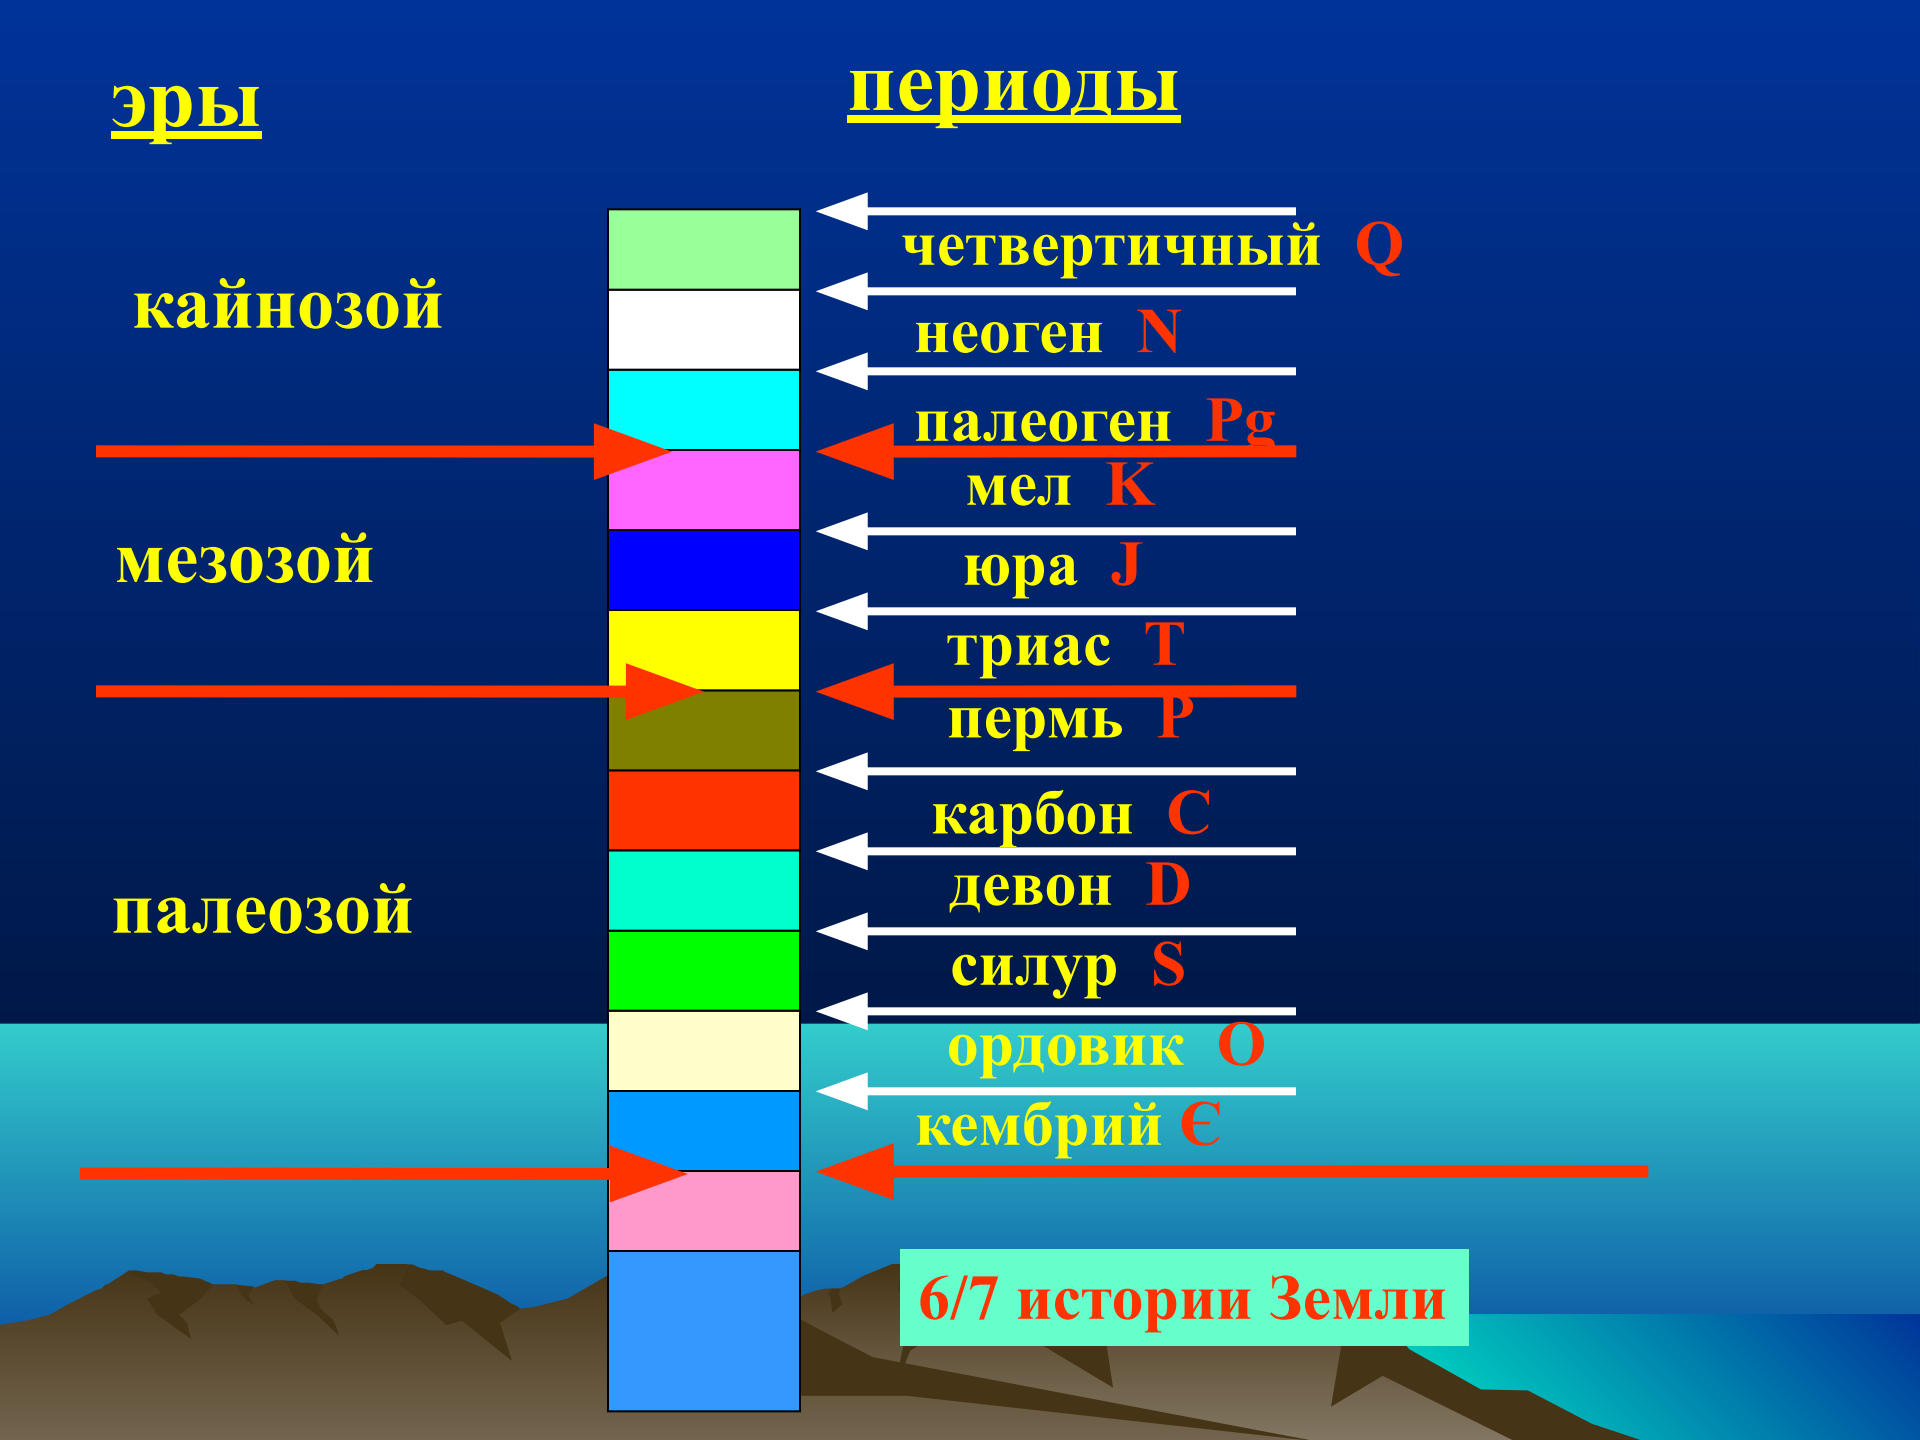 эры
периоды
кайнозой
мезозой
палеозой
четвертичный Q
неоген N
палеоген Pg
мел K
юра J
триас T
пермь P
карбон C
девон D
силур S
ордовик O
кембрий Є
6/7 истории Земли